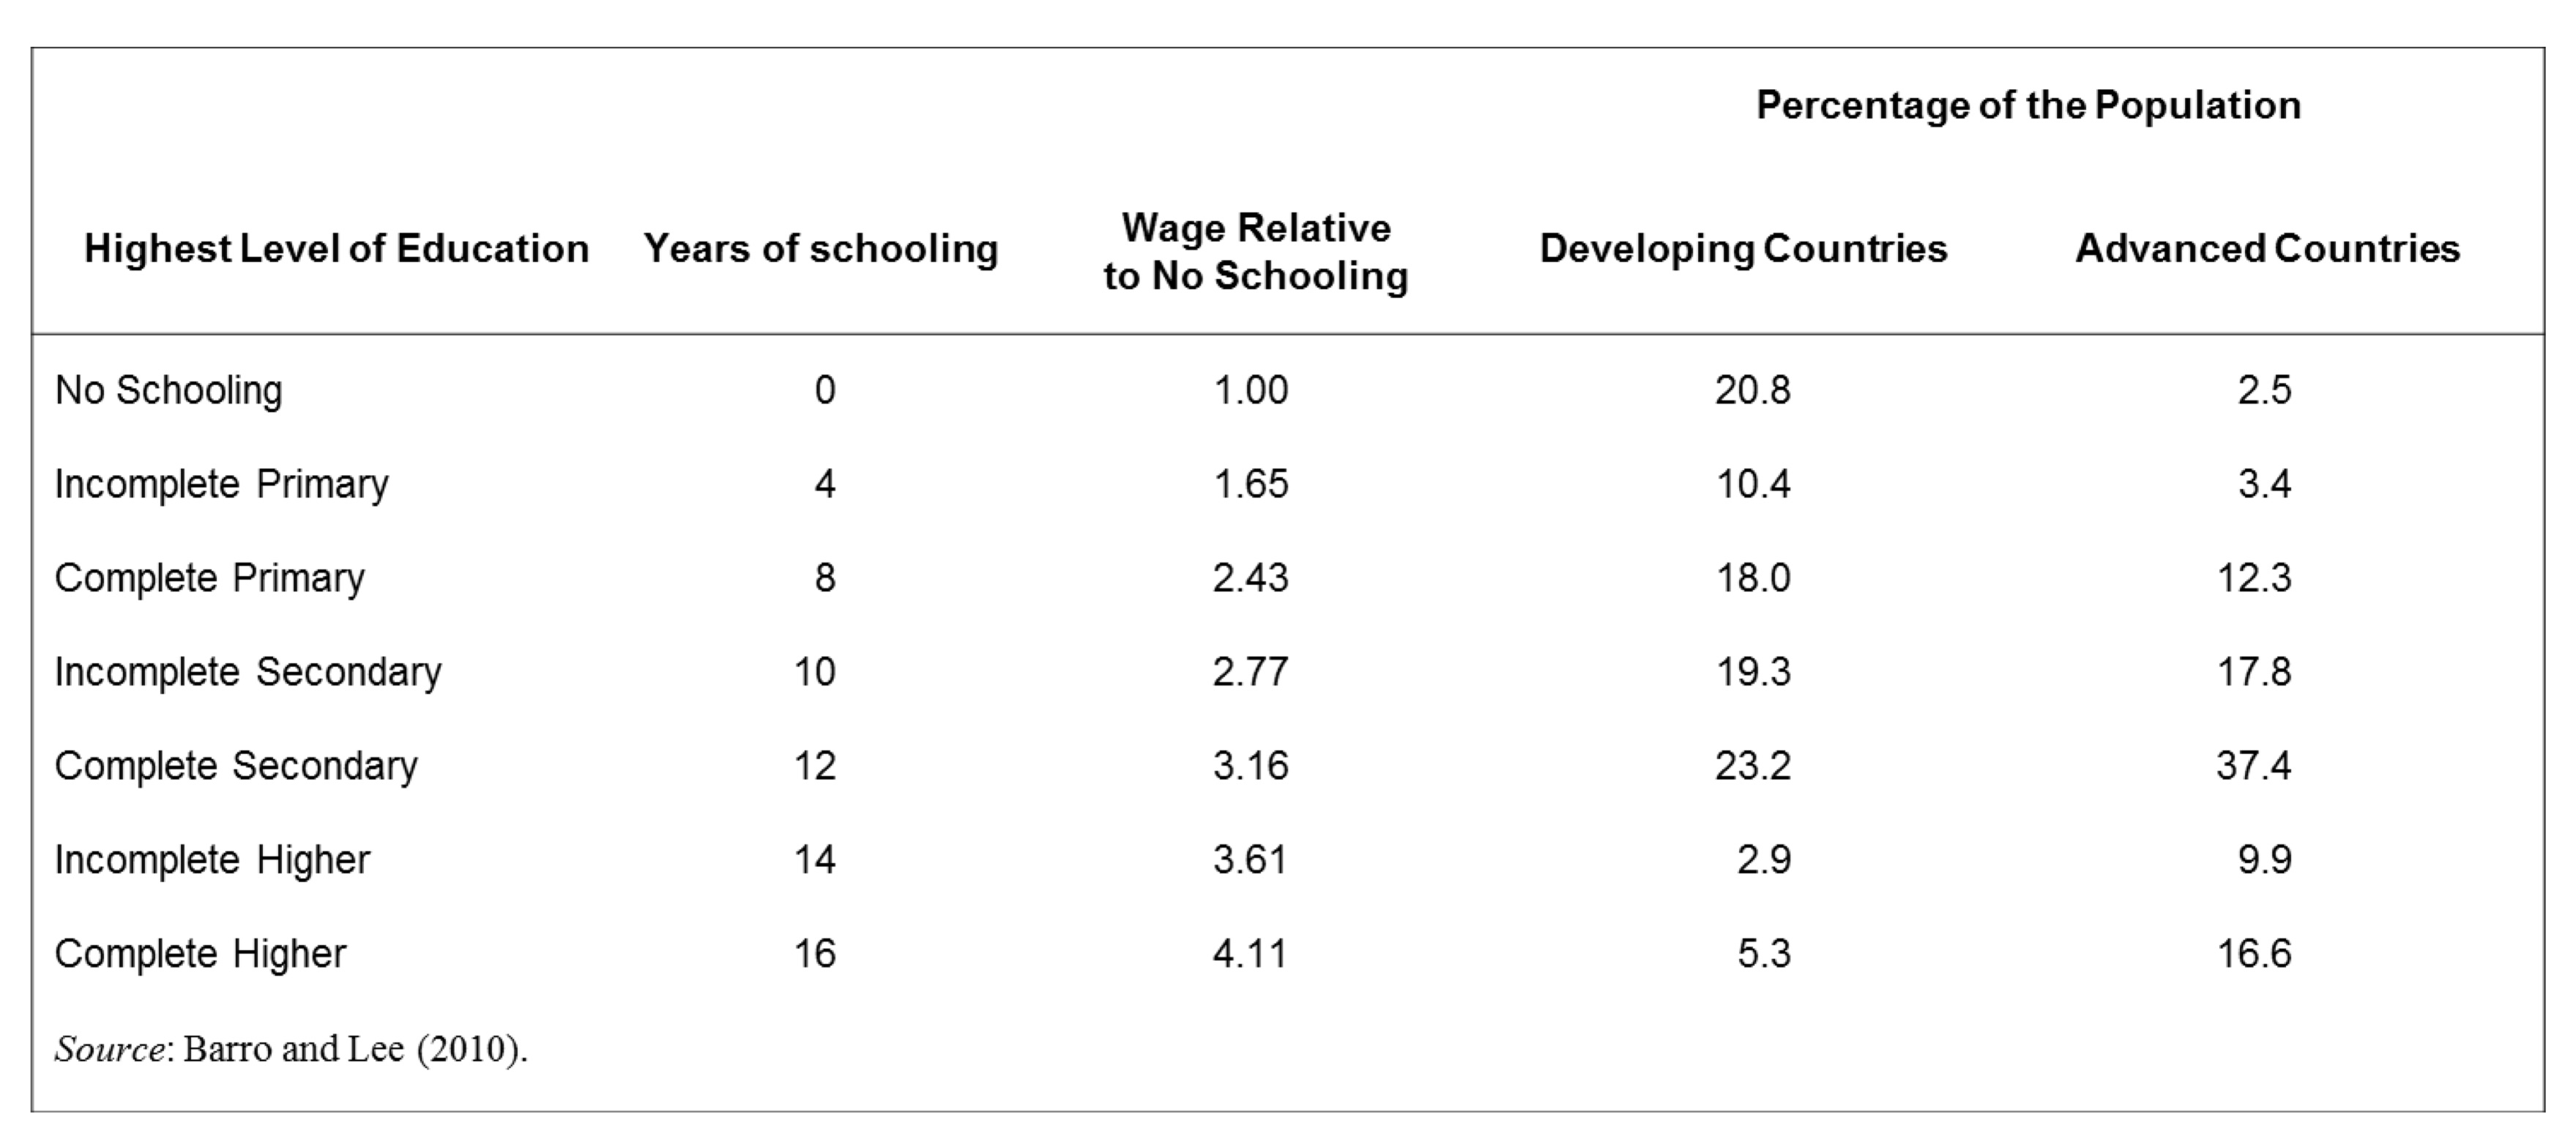 Percentage of the Population
Highest Level of Education Years of schooling Wage Relative to No Schooling Developing Countries Advanced Countries
No Schooling 0 1.00 20.8 2.5
Incomplete Primary 4 1.65 10.4 3.4
Complete Primary 8 2.43 18.0 12.3
Incomplete Secondary 10 2.77 19.3 17.8
Complete Secondary 12 3.16 23.2 37.4
Incomplete Higher 14 3.61 2.9 9.9
Complete Higher 16 4.11 5.3 16.6
Source: Barro and Lee (2010).